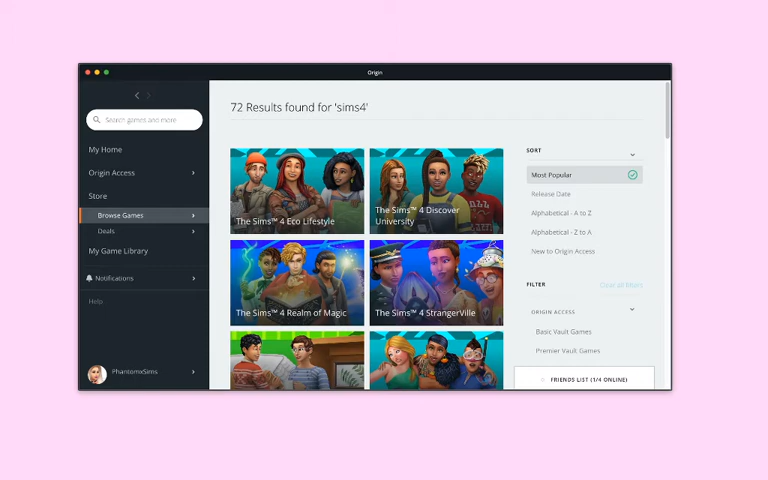 Origin
Search games and more
My Home
Origin Access
Store
Browse Games
Deals
My Game Library
Notifications
Help
PhantomxSims
72 Results found for 'sims4'
The Sims™ 4 Eco Lifestyle
The Sims™ 4 Discover
University
The Sims™ 4 Realm of Magic
The Sims™ 4 StrangerVille
SORT
Most Popular
Release Date
Alphabetical - A to Z
Alphabetical - Z to A
New to Origin Access
FILTER
Clear all filters
ORIGIN ACCESS
Basic Vault Games
Premier Vault Games
FRIENDS LIST (1/4 ONLINE)